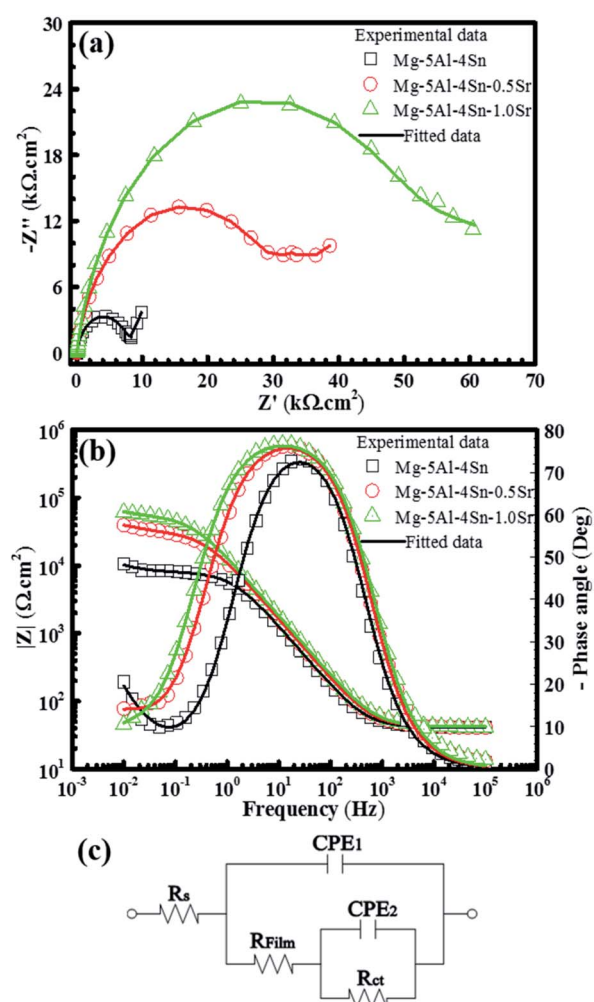 (a)
Experimental data
Mg-5Al-4Sn
Mg-5Al-4Sn-0.5Sr
Mg-5Al-4Sn-1.0Sr
Fitted data
-Z'' (kΩ.cm²)
30
24
18
12
6
0
0 10 20 30 40 50 60 70
Z' (kΩ.cm²)
(b)
Experimental data
Mg-5Al-4Sn
Mg-5Al-4Sn-0.5Sr
Mg-5Al-4Sn-1.0Sr
Fitted data
|Z| (Ω.cm²)
10⁶
10⁵
10⁴
10³
10²
10¹
- Phase angle (Deg)
80
70
60
50
40
30
20
10
0
10⁻³ 10⁻² 10⁻¹ 10⁰ 10¹ 10² 10³ 10⁴ 10⁵ 10⁶
Frequency (Hz)
(c)
CPE₁
Rₛ
CPE₂
R_Film
R_ct